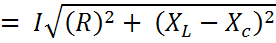 = I√((R)² + (X_L − X_c)²)